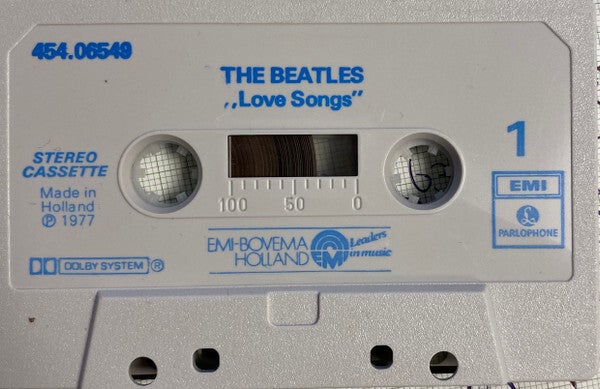 454.06549
THE BEATLES
,,Love Songs"
1
STEREO
CASSETTE
Made in
Holland
℗ 1977
100 50 0
EMI
PARLOPHONE
EMI-BOVEMA
HOLLAND
EMI
Leaders
in music
DOLBY SYSTEM ®